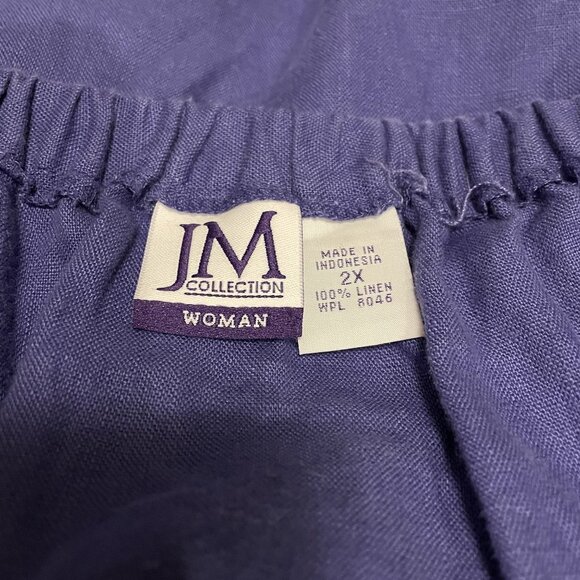 JM
COLLECTION
WOMAN
MADE IN
INDONESIA
2X
100% LINEN
WPL 8046